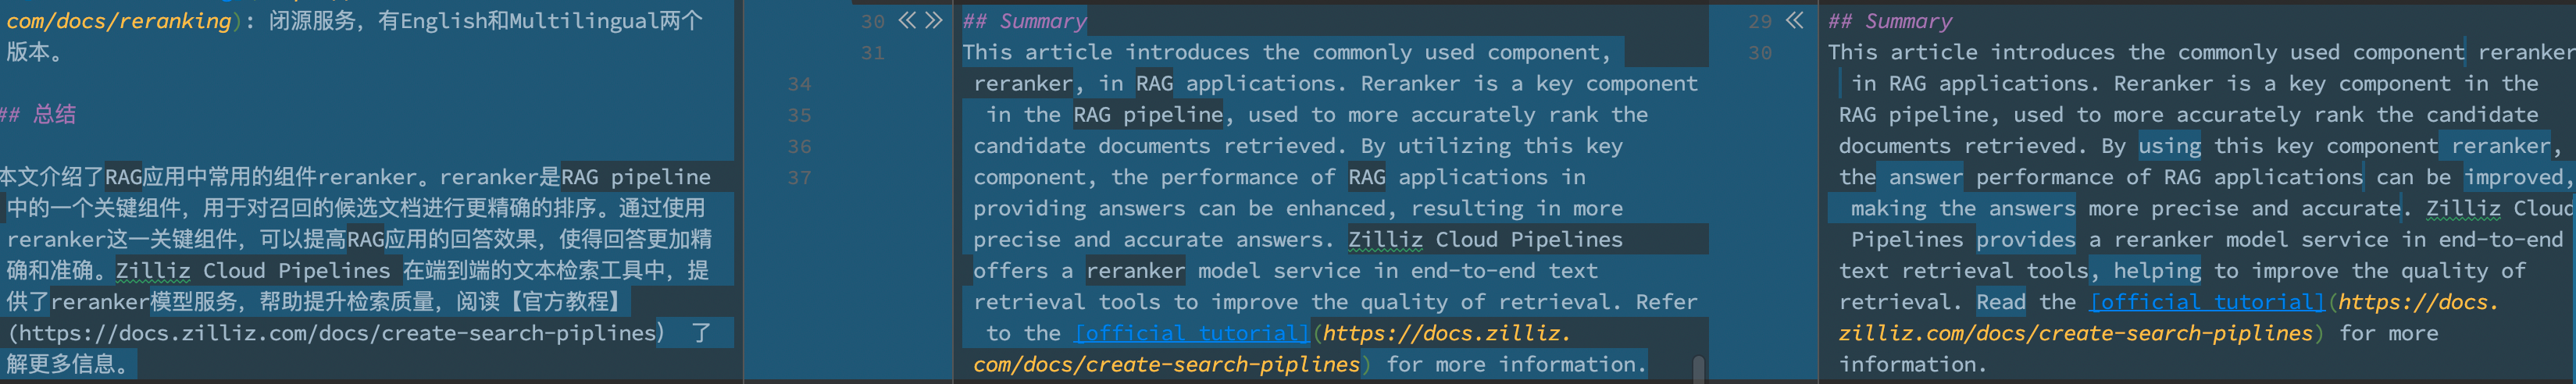 com/docs/reranking)：闭源服务，有English和Multilingual两个
版本。
## 总结
本文介绍了RAG应用中常用的组件reranker。reranker是RAG pipeline
中的一个关键组件，用于对召回的候选文档进行更精确的排序。通过使用
reranker这一关键组件，可以提高RAG应用的回答效果，使得回答更加精
确和准确。Zilliz Cloud Pipelines 在端到端的文本检索工具中，提
供了reranker模型服务，帮助提升检索质量，阅读【官方教程】
(https://docs.zilliz.com/docs/create-search-piplines） 了
解更多信息。
34
35
36
37
30
31
## Summary
This article introduces the commonly used component,
reranker, in RAG applications. Reranker is a key component
in the RAG pipeline, used to more accurately rank the
candidate documents retrieved. By utilizing this key
component, the performance of RAG applications in
providing answers can be enhanced, resulting in more
precise and accurate answers. Zilliz Cloud Pipelines
offers a reranker model service in end-to-end text
retrieval tools to improve the quality of retrieval. Refer
to the [official tutorial](https://docs.zilliz.
com/docs/create-search-piplines) for more information.
29
30
## Summary
This article introduces the commonly used component reranker
in RAG applications. Reranker is a key component in the
RAG pipeline, used to more accurately rank the candidate
documents retrieved. By using this key component reranker,
the answer performance of RAG applications can be improved,
making the answers more precise and accurate. Zilliz Cloud
Pipelines provides a reranker model service in end-to-end
text retrieval tools, helping to improve the quality of
retrieval. Read the [official tutorial](https://docs.
zilliz.com/docs/create-search-piplines) for more
information.